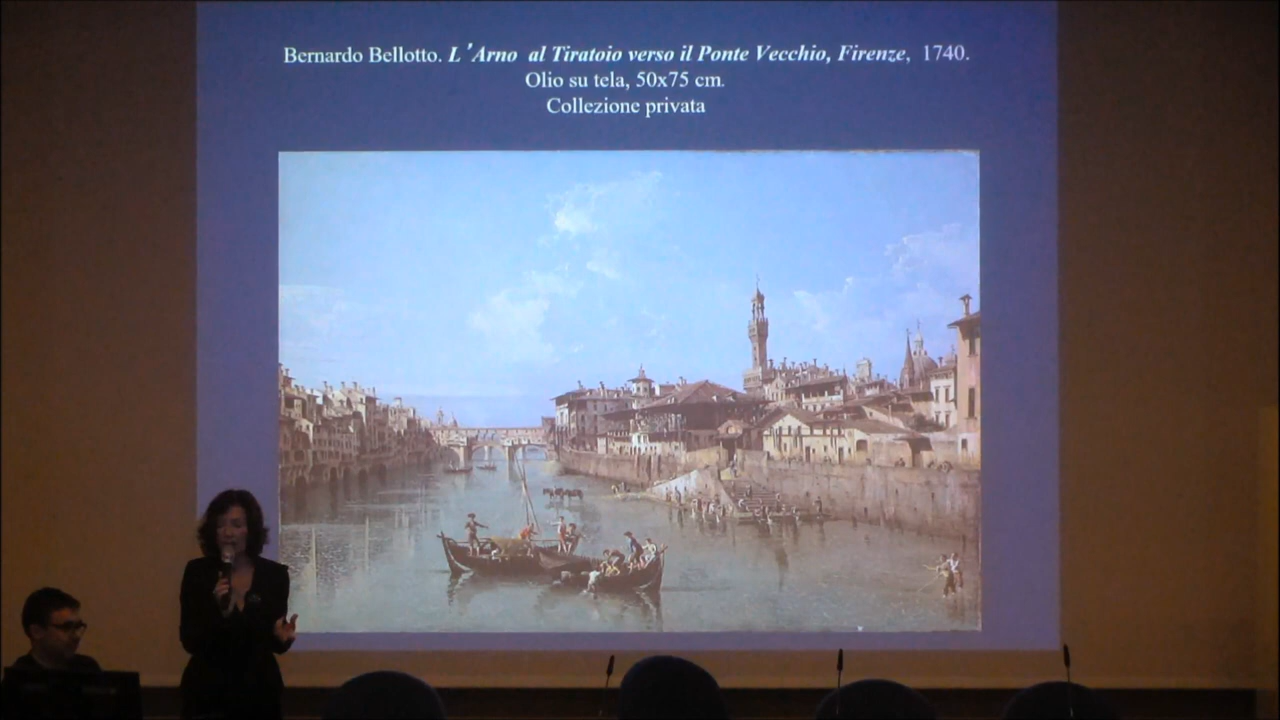 Bernardo Bellotto. L'Arno al Tiratoio verso il Ponte Vecchio, Firenze, 1740.
Olio su tela, 50x75 cm.
Collezione privata